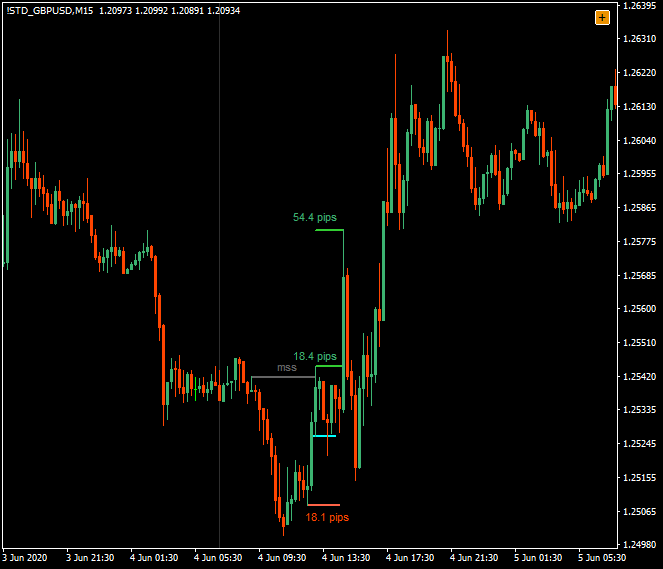 !STD_GBPUSD,M15 1.20973 1.20992 1.20891 1.20934
+
1.26395
1.26310
1.26220
1.26130
1.26040
1.25955
1.25865
1.25775
1.25685
1.25600
1.25510
1.25420
1.25335
1.25245
1.25155
1.25065
1.24980
54.4 pips
18.4 pips
mss
18.1 pips
3 Jun 2020
3 Jun 21:30
4 Jun 01:30
4 Jun 05:30
4 Jun 09:30
4 Jun 13:30
4 Jun 17:30
4 Jun 21:30
5 Jun 01:30
5 Jun 05:30